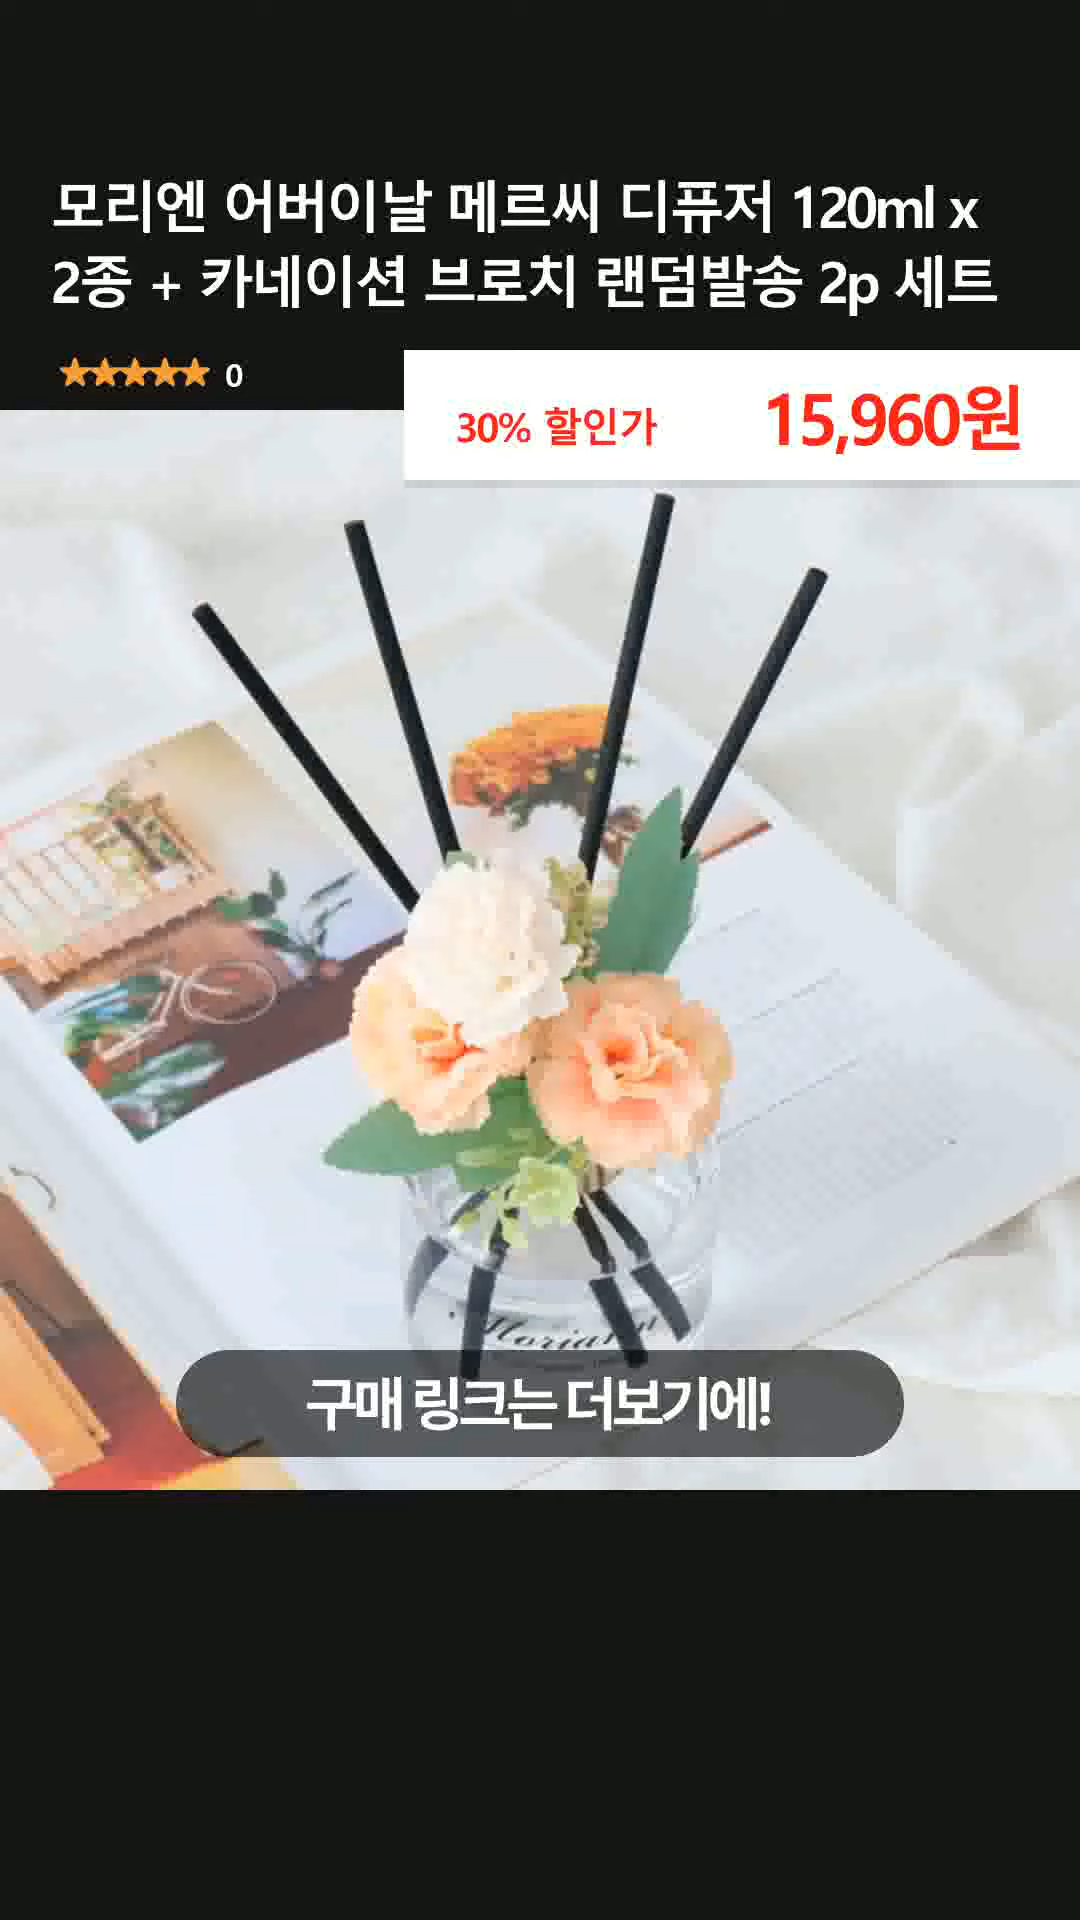 모리엔 어버이날 메르씨 디퓨저 120ml x
2종 + 카네이션 브로치 랜덤발송 2p 세트
0
30% 할인가 15,960원
구매 링크는 더보기에!